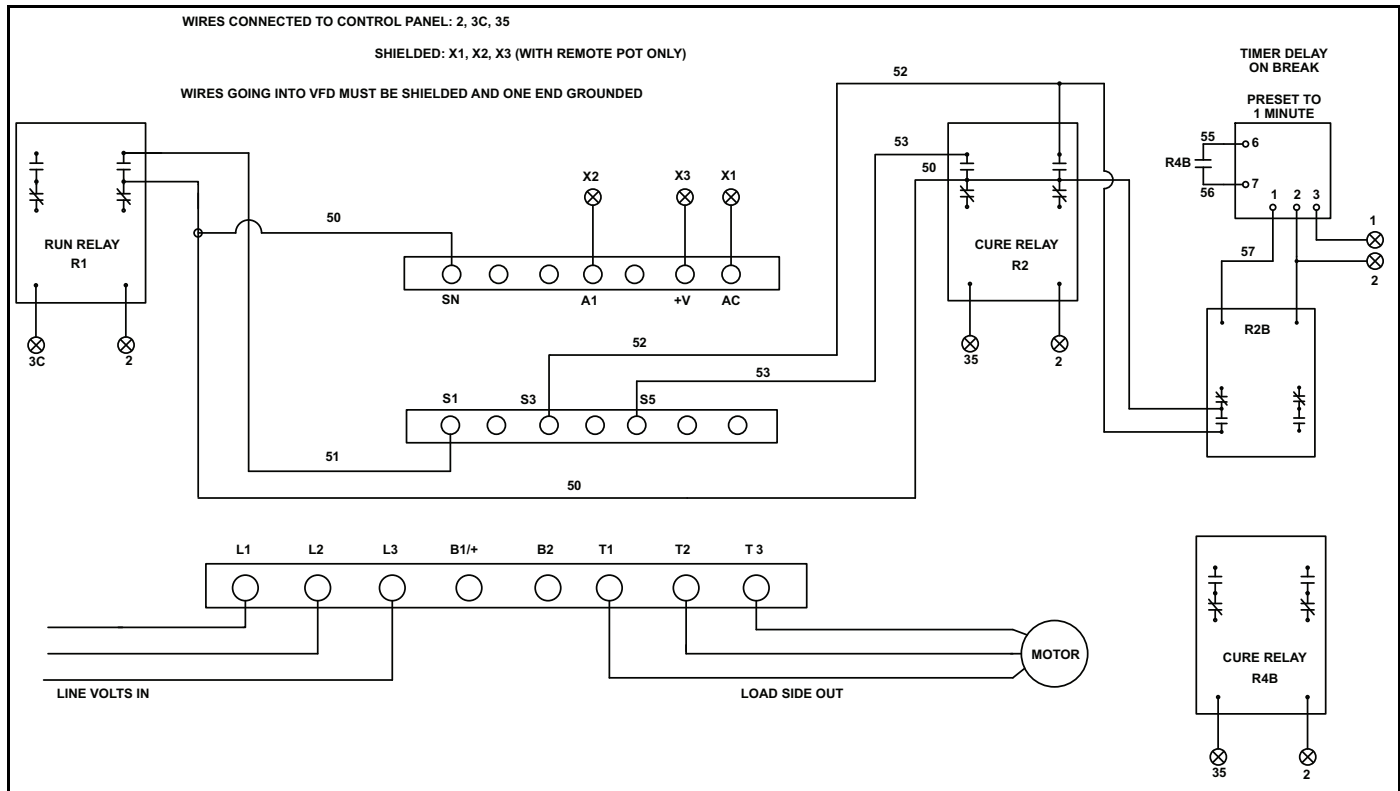 WIRES CONNECTED TO CONTROL PANEL: 2, 3C, 35
SHIELDED: X1, X2, X3 (WITH REMOTE POT ONLY)
WIRES GOING INTO VFD MUST BE SHIELDED AND ONE END GROUNDED
TIMER DELAY
ON BREAK
PRESET TO
1 MINUTE
52
53
50
55
R4B
56
6
7
1 2 3
1
2
57
RUN RELAY
R1
3C
2
50
X2
X3
X1
SN
A1
+V
AC
CURE RELAY
R2
35
2
R2B
52
53
S1
S3
S5
51
50
L1
L2
L3
B1/+
B2
T1
T2
T 3
MOTOR
LINE VOLTS IN
LOAD SIDE OUT
CURE RELAY
R4B
35
2